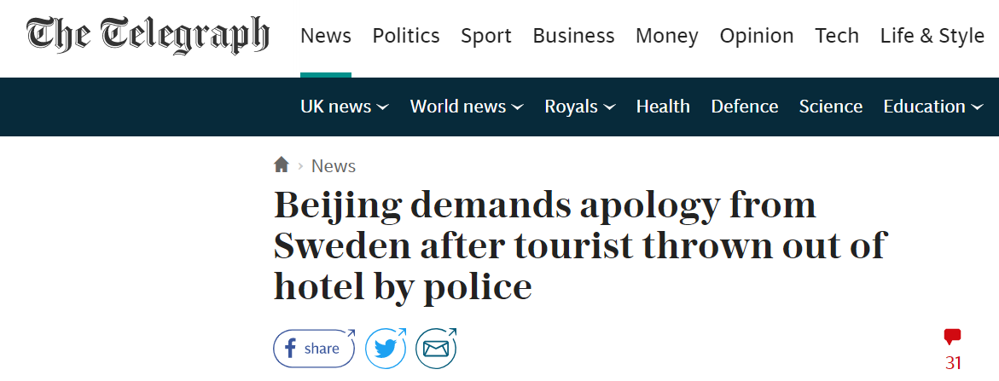 The Telegraph News Politics Sport Business Money Opinion Tech Life & Style
UK news World news Royals Health Defence Science Education
News
Beijing demands apology from
Sweden after tourist thrown out of
hotel by police
share
31